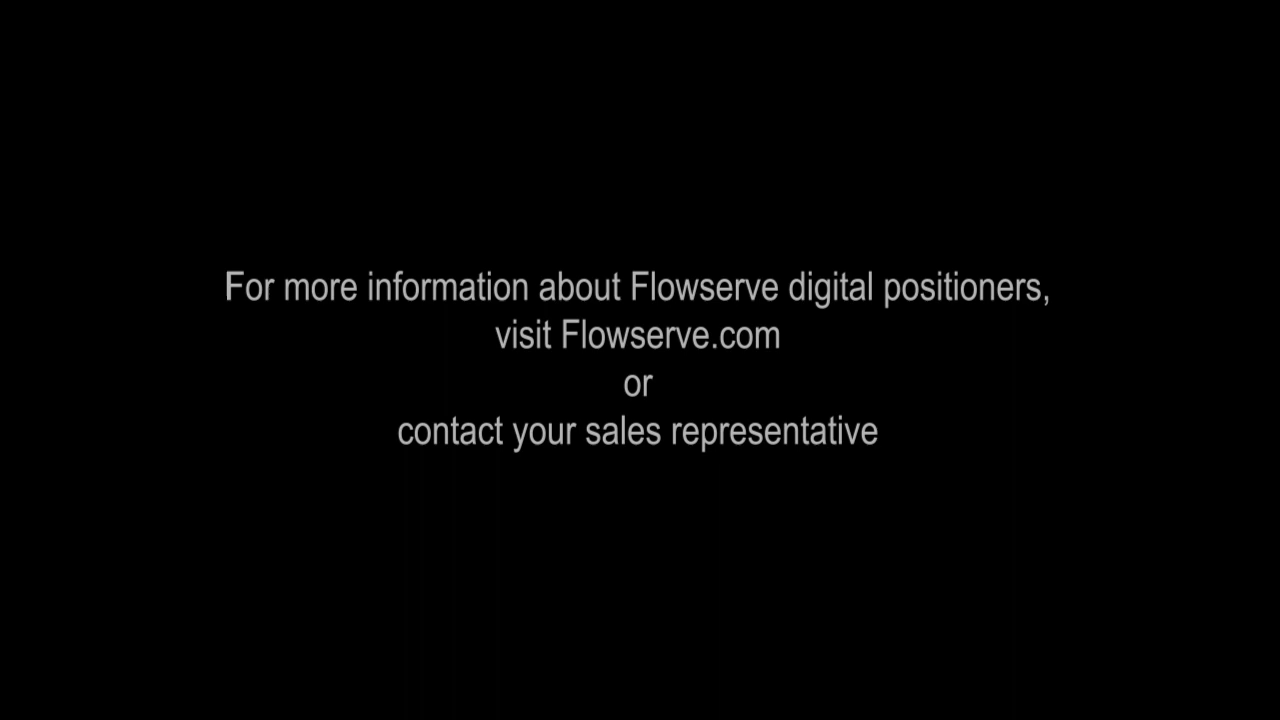 For more information about Flowserve digital positioners,
visit Flowserve.com
or
contact your sales representative